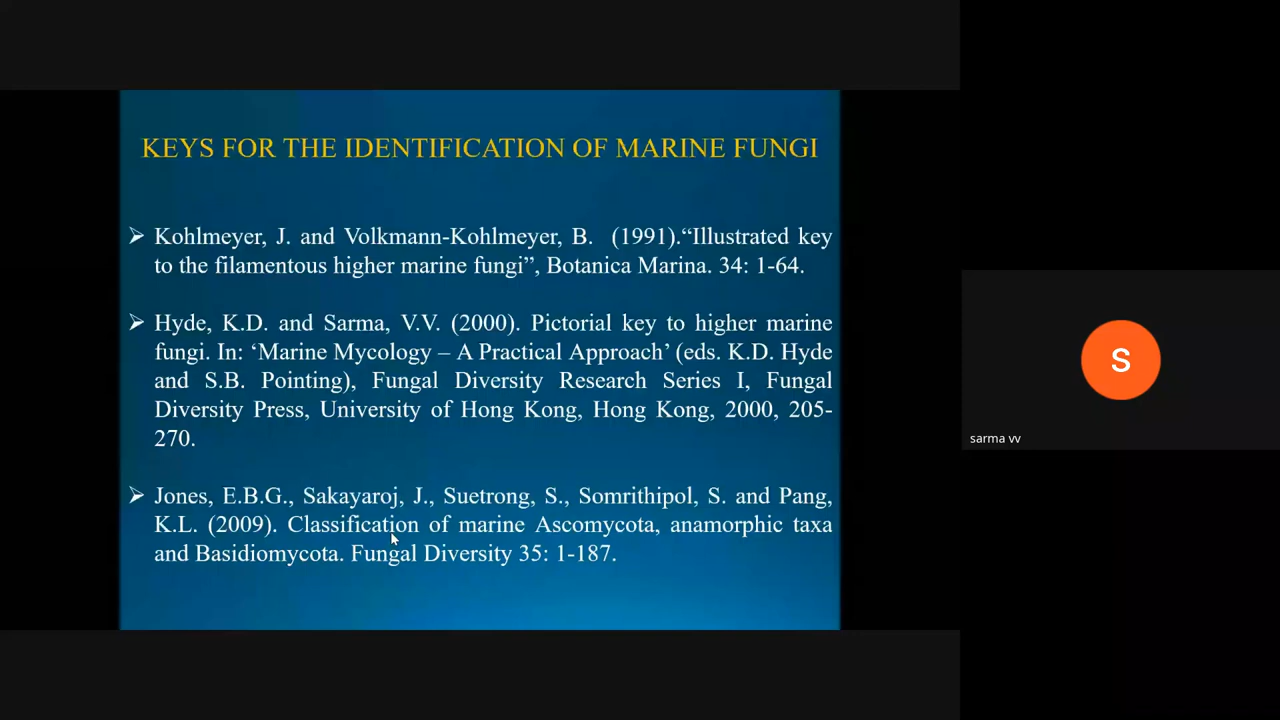 KEYS FOR THE IDENTIFICATION OF MARINE FUNGI
➢ Kohlmeyer, J. and Volkmann-Kohlmeyer, B. (1991).“Illustrated key
to the filamentous higher marine fungi”, Botanica Marina. 34: 1-64.
➢ Hyde, K.D. and Sarma, V.V. (2000). Pictorial key to higher marine
fungi. In: ‘Marine Mycology – A Practical Approach’ (eds. K.D. Hyde
and S.B. Pointing), Fungal Diversity Research Series I, Fungal
Diversity Press, University of Hong Kong, Hong Kong, 2000, 205-
270.
➢ Jones, E.B.G., Sakayaroj, J., Suetrong, S., Somrithipol, S. and Pang,
K.L. (2009). Classification of marine Ascomycota, anamorphic taxa
and Basidiomycota. Fungal Diversity 35: 1-187.
S
sarma vv